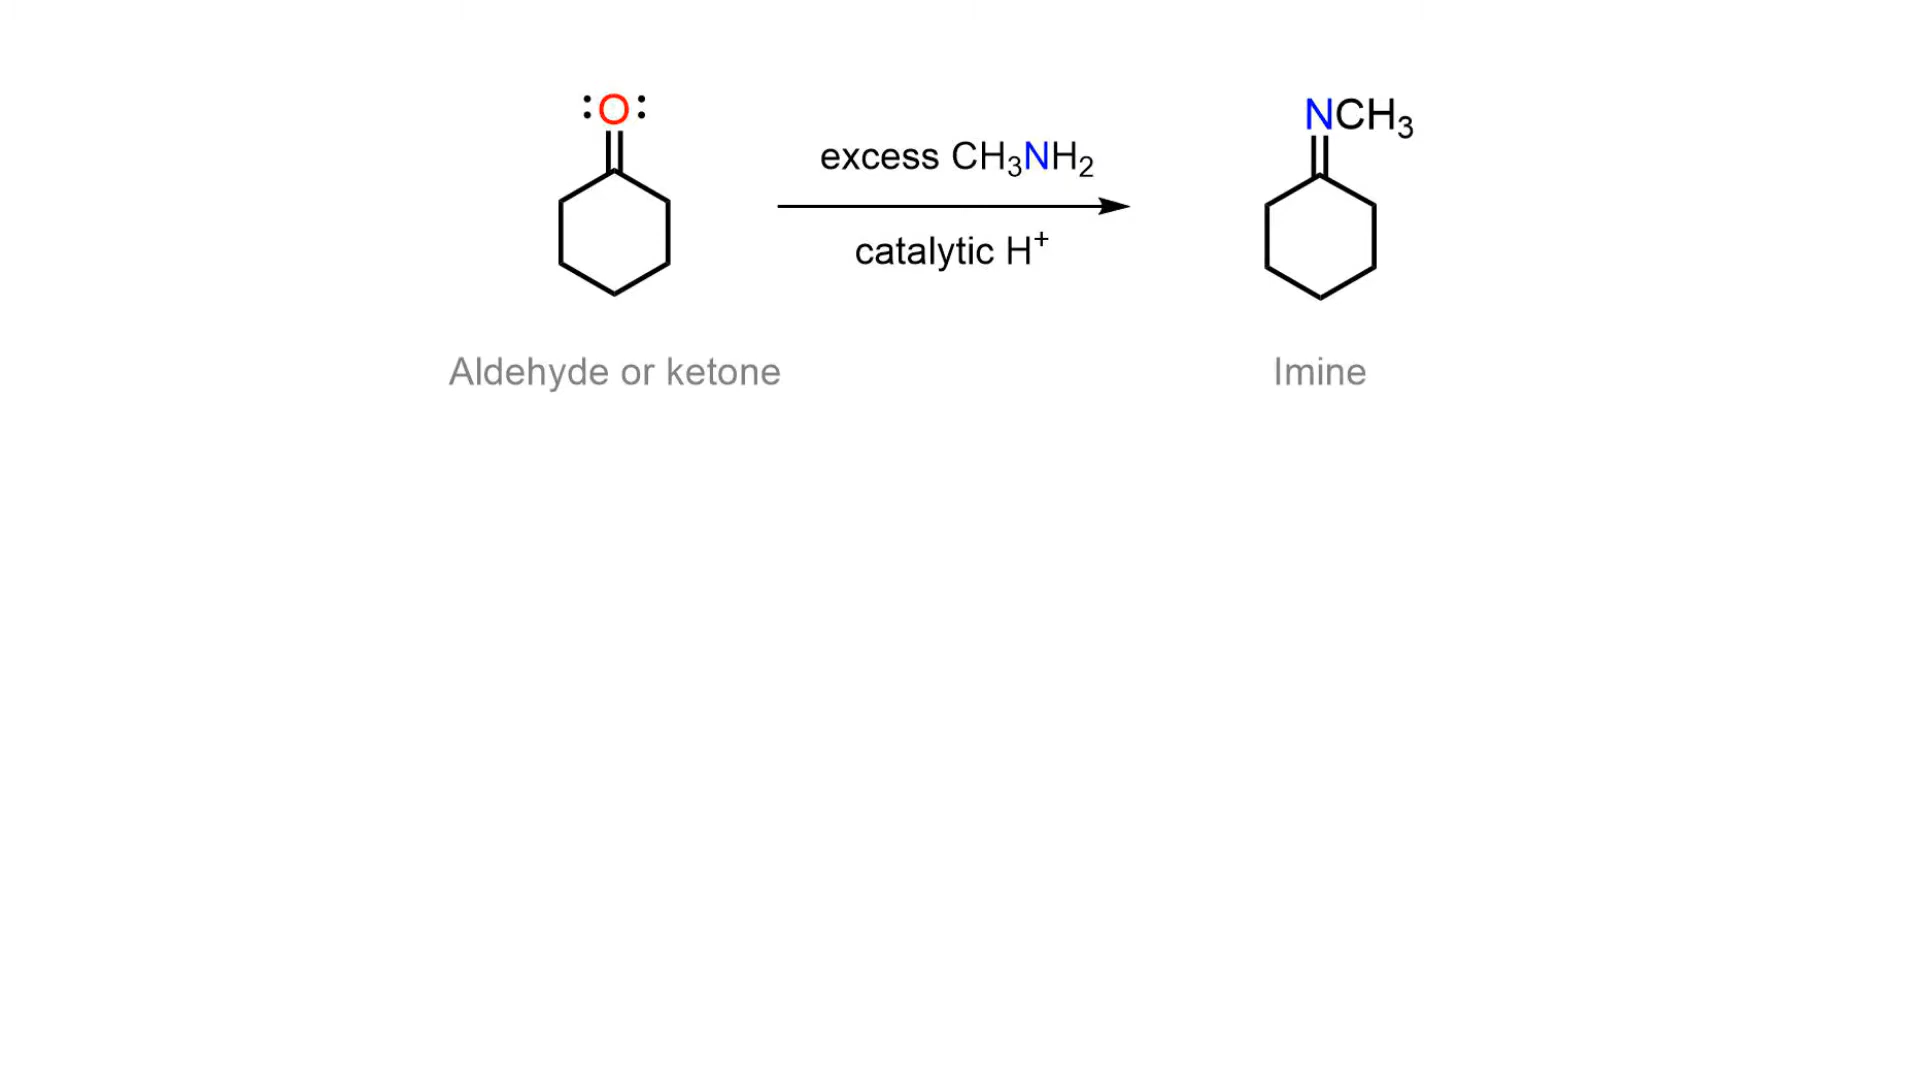 :O:
NCH₃
excess CH₃NH₂
catalytic H⁺
Aldehyde or ketone
Imine